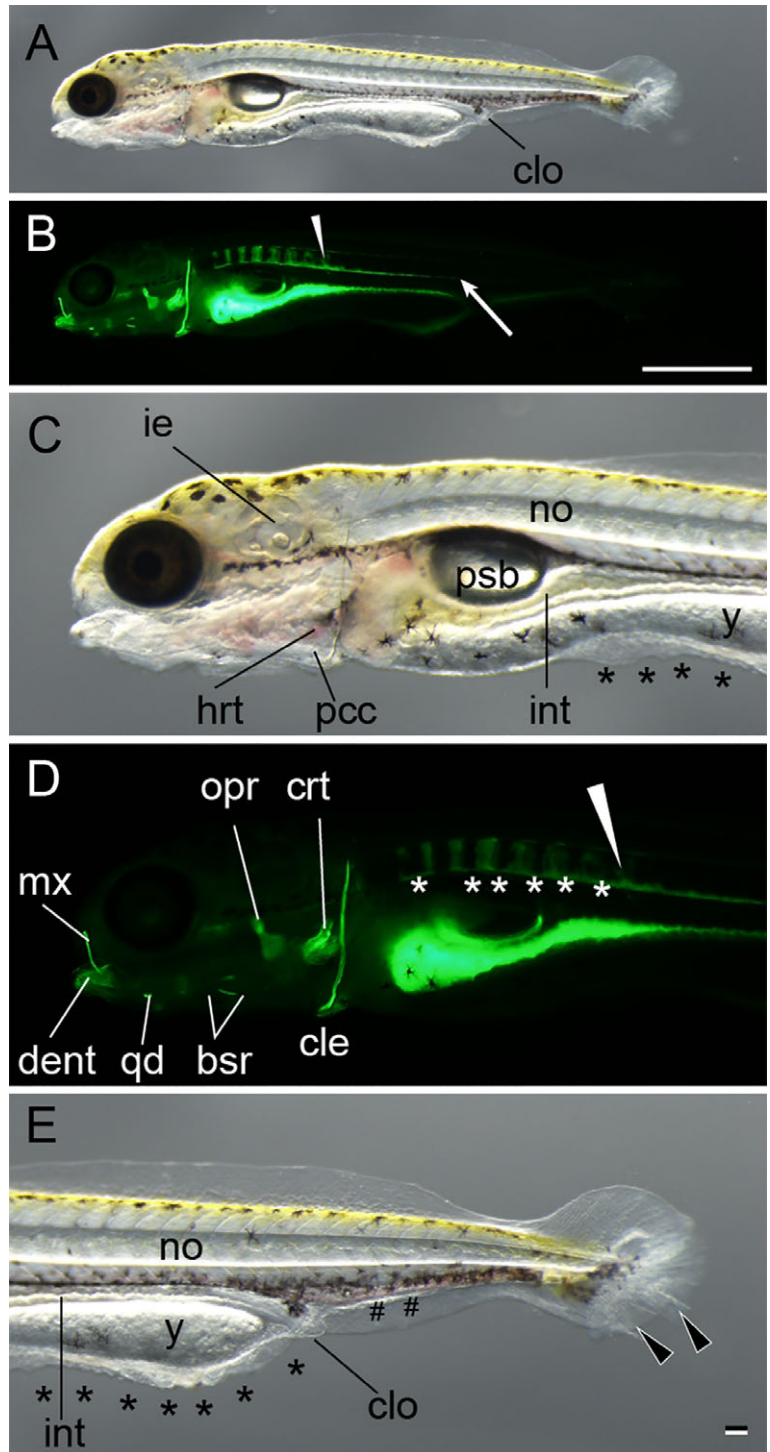 A
clo
B
C
ie
no
psb
y
* * * *
hrt pcc int
D
opr crt
mx
* * * * * *
dent qd bsr cle
E
no
y
# #
* * * * * * *
int
clo